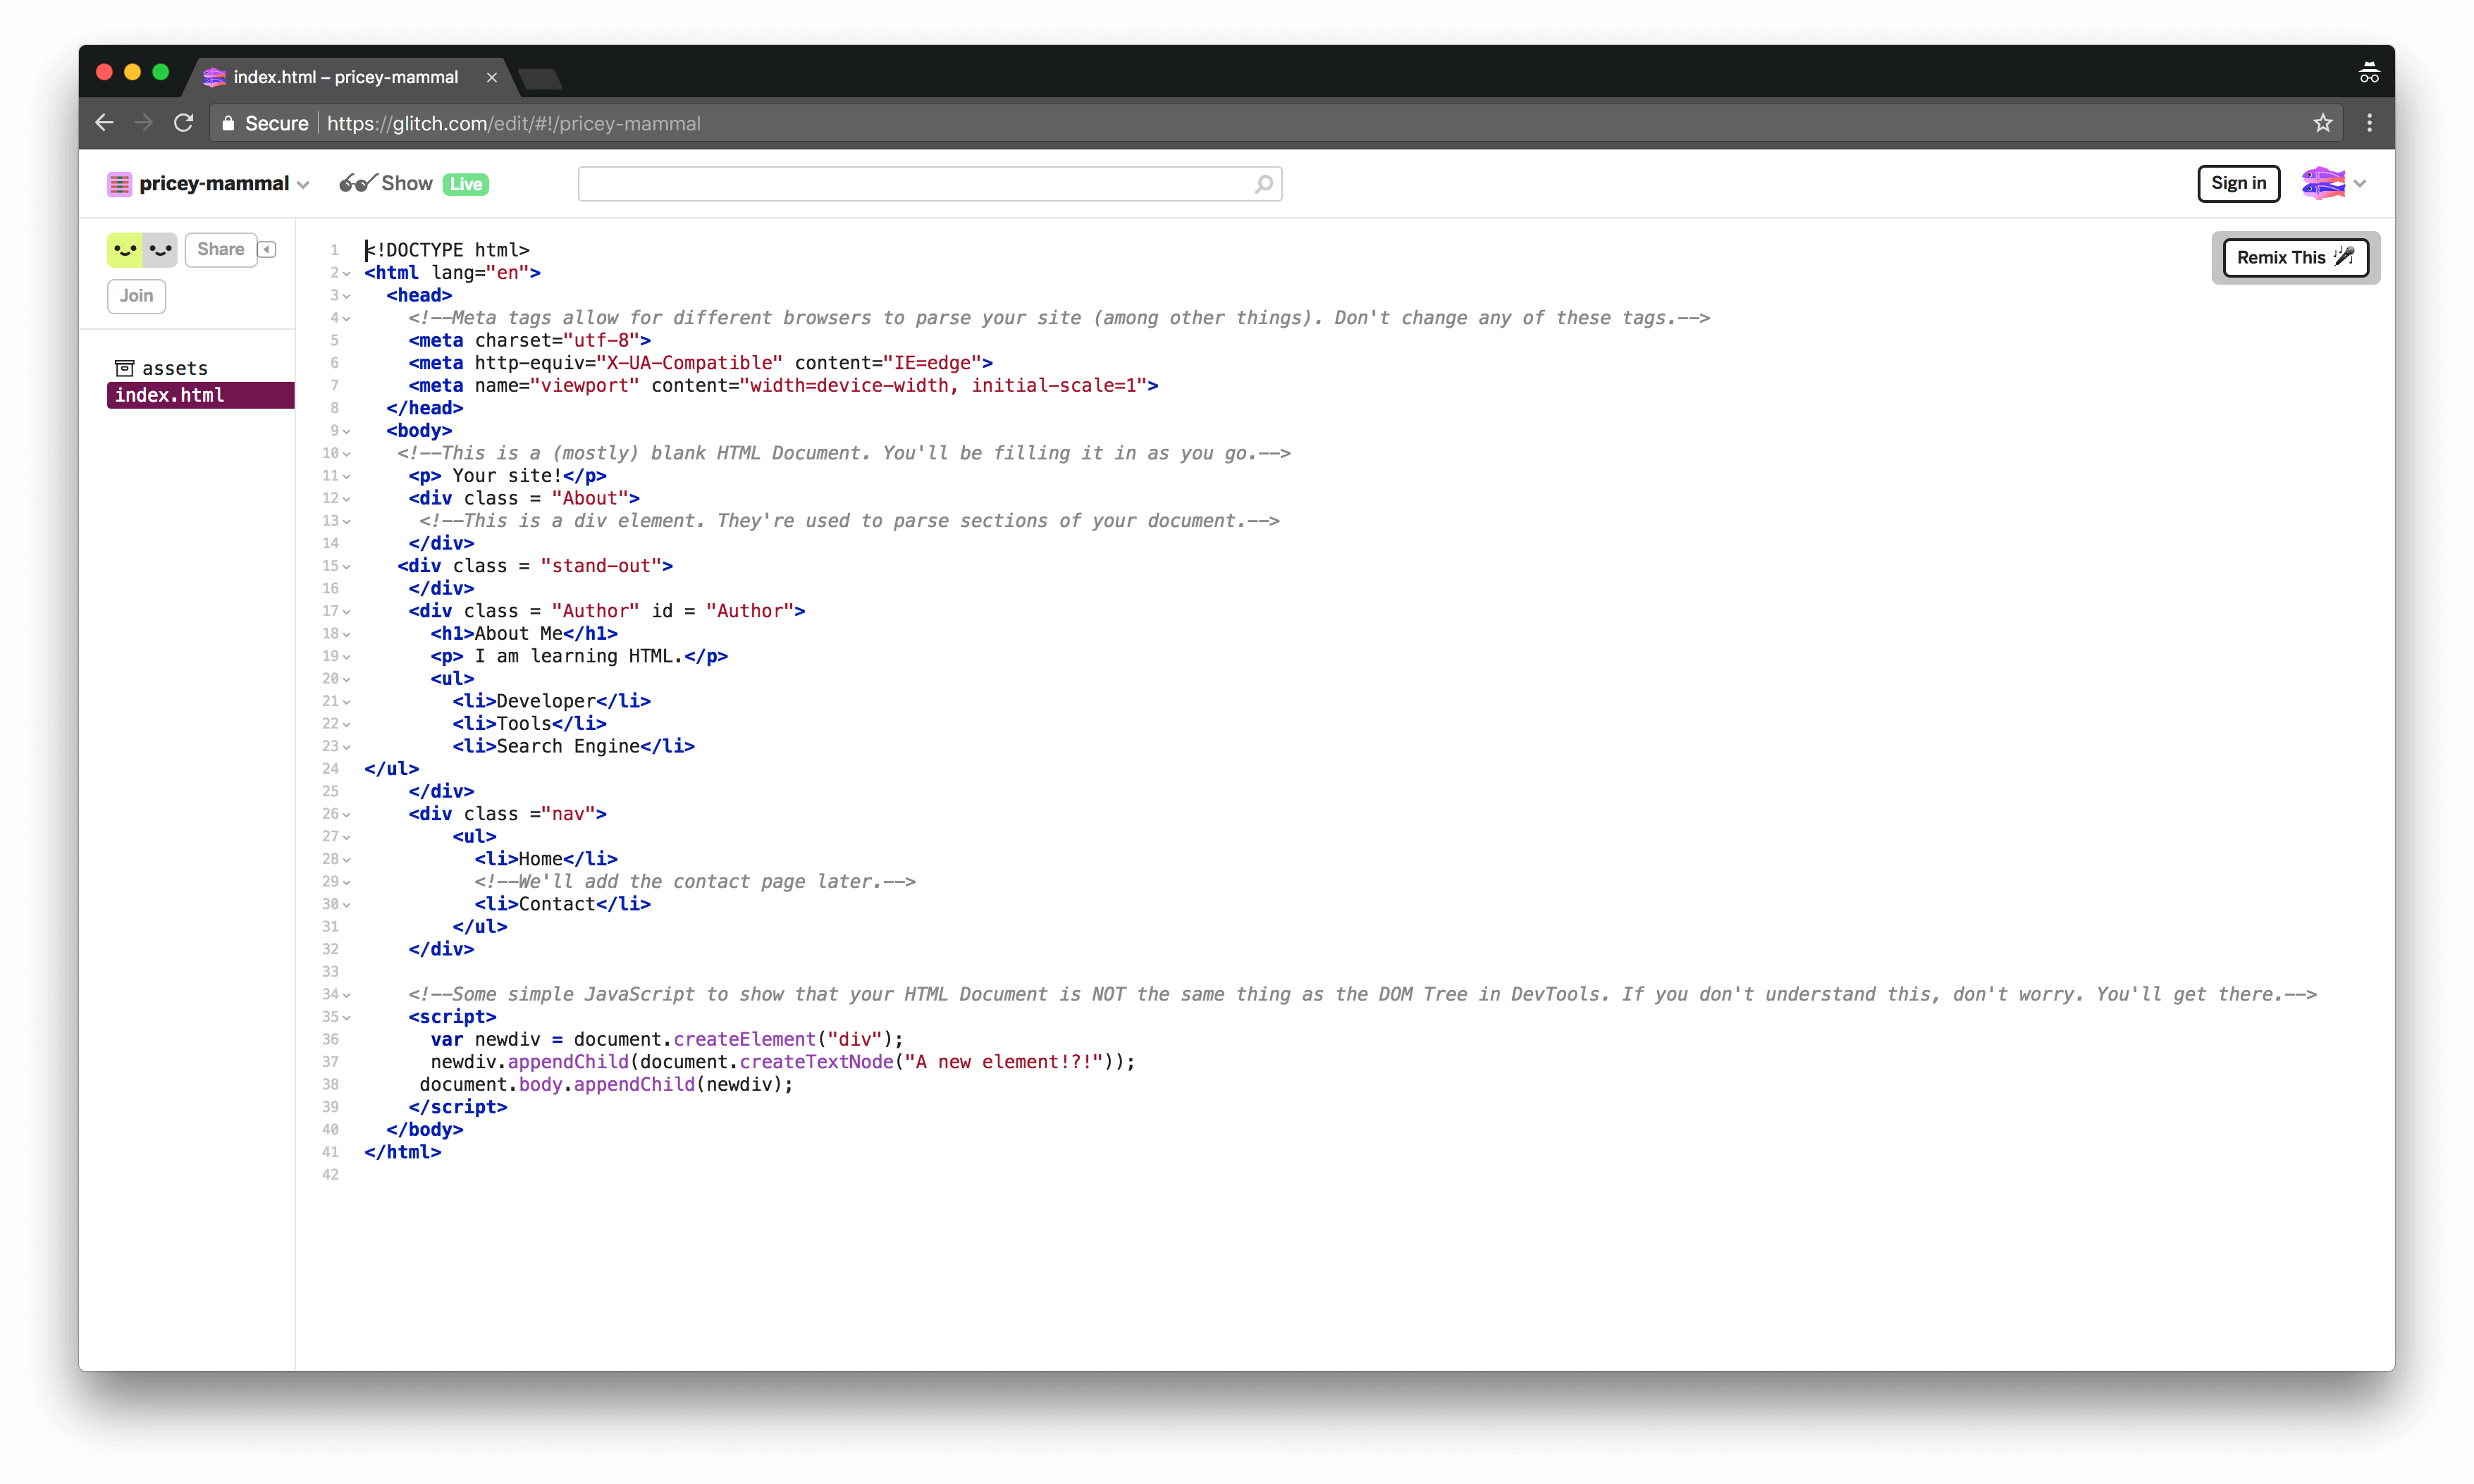 index.html – pricey-mammal
Secure https://glitch.com/edit/#!/pricey-mammal
pricey-mammal Show Live Sign in
Share
Join
Remix This
assets
index.html
1 <!DOCTYPE html>
2 <html lang="en">
3 <head>
4 <!--Meta tags allow for different browsers to parse your site (among other things). Don't change any of these tags.-->
5 <meta charset="utf-8">
6 <meta http-equiv="X-UA-Compatible" content="IE=edge">
7 <meta name="viewport" content="width=device-width, initial-scale=1">
8 </head>
9 <body>
10 <!--This is a (mostly) blank HTML Document. You'll be filling it in as you go.-->
11 <p> Your site!</p>
12 <div class = "About">
13 <!--This is a div element. They're used to parse sections of your document.-->
14 </div>
15 <div class = "stand-out">
16 </div>
17 <div class = "Author" id = "Author">
18 <h1>About Me</h1>
19 <p> I am learning HTML.</p>
20 <ul>
21 <li>Developer</li>
22 <li>Tools</li>
23 <li>Search Engine</li>
24 </ul>
25 </div>
26 <div class ="nav">
27 <ul>
28 <li>Home</li>
29 <!--We'll add the contact page later.-->
30 <li>Contact</li>
31 </ul>
32 </div>
33
34 <!--Some simple JavaScript to show that your HTML Document is NOT the same thing as the DOM Tree in DevTools. If you don't understand this, don't worry. You'll get there.-->
35 <script>
36 var newdiv = document.createElement("div");
37 newdiv.appendChild(document.createTextNode("A new element!?!"));
38 document.body.appendChild(newdiv);
39 </script>
40 </body>
41 </html>
42